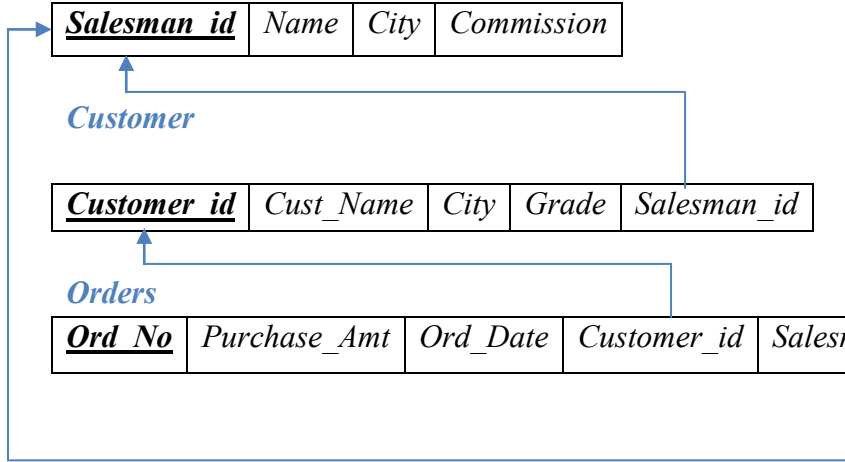 Salesman_id Name City Commission
Customer
Customer_id Cust_Name City Grade Salesman_id
Orders
Ord_No Purchase_Amt Ord_Date Customer_id